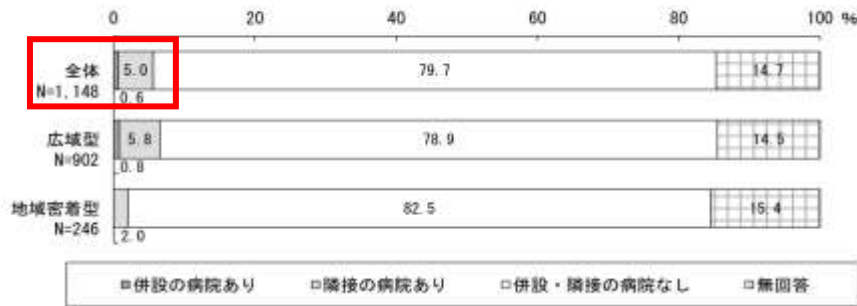 0 20 40 60 80 100 %
全体 5.0 79.7 14.7
N=1,148 0.6
広域型 5.8 78.9 14.5
N=902 0.8
地域密着型 82.5 15.4
N=246 2.0
■併設の病院あり □隣接の病院あり □併設・隣接の病院なし □無回答